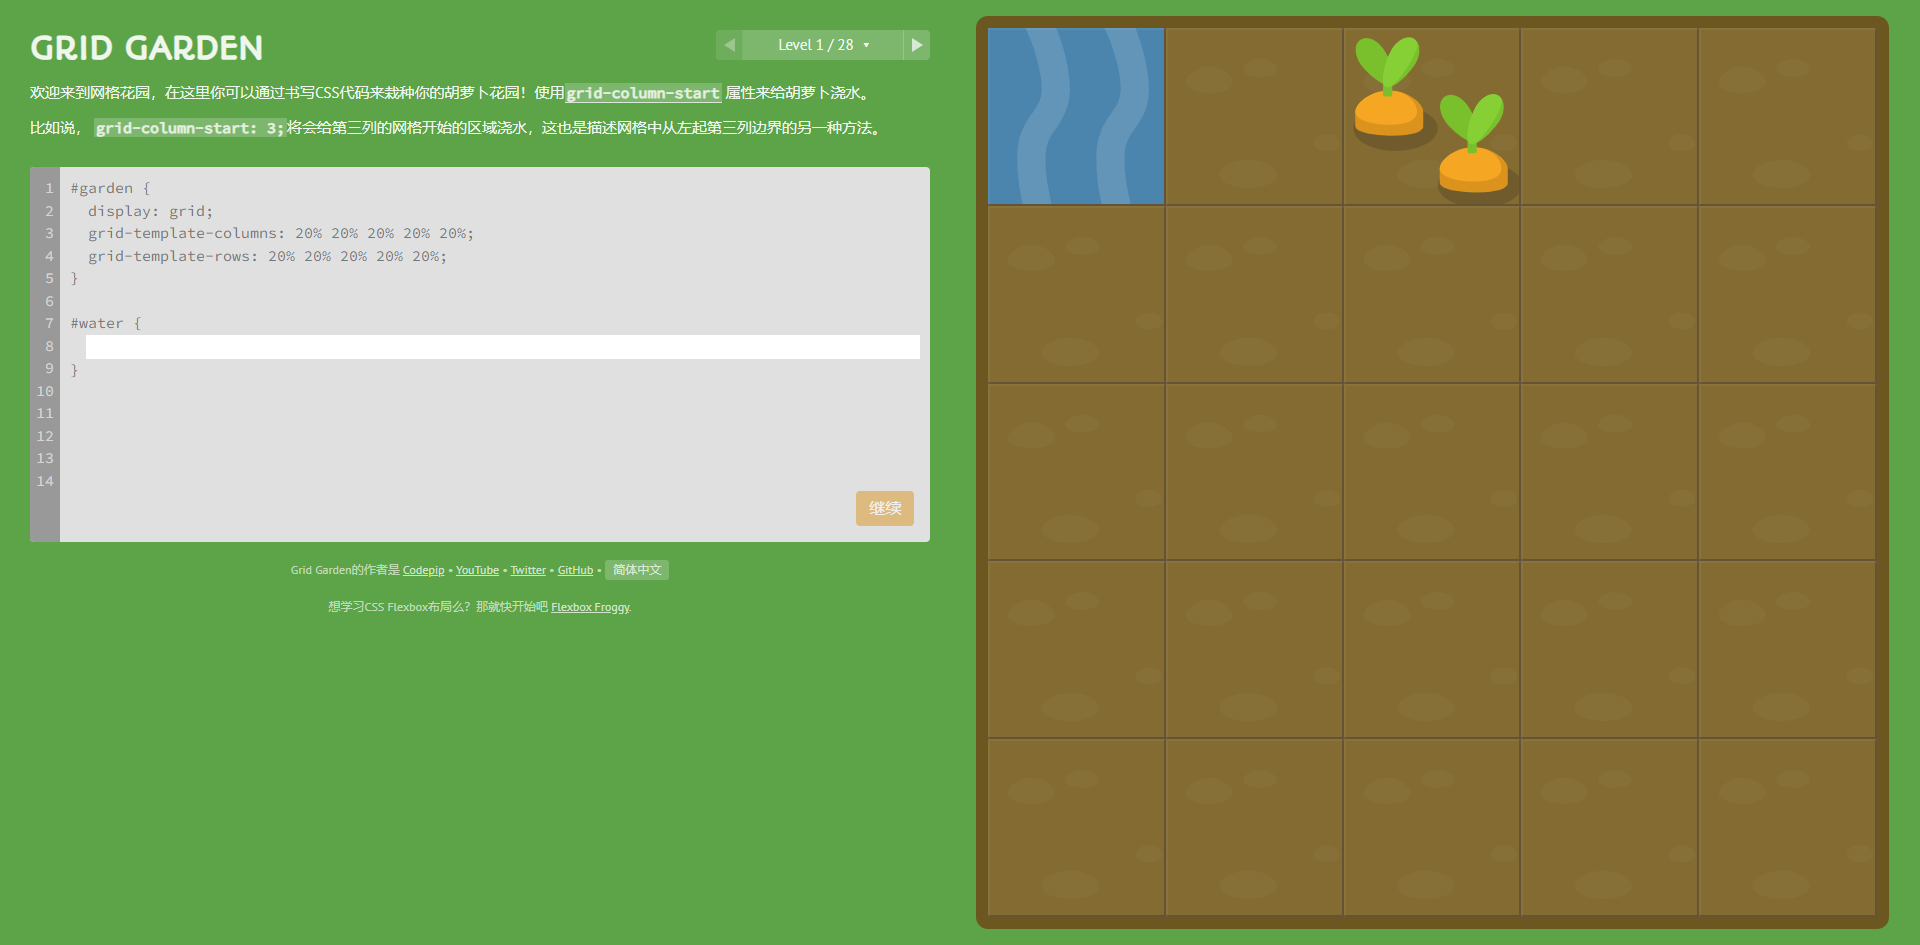 GRID GARDEN
Level 1 / 28
欢迎来到网格花园，在这里你可以通过书写CSS代码来栽种你的胡萝卜花园！使用grid-column-start 属性来给胡萝卜浇水。
比如说， grid-column-start: 3;将会给第三列的网格开始的区域浇水，这也是描述网格中从左起第三列边界的另一种方法。
1 #garden {
2 display: grid;
3 grid-template-columns: 20% 20% 20% 20% 20%;
4 grid-template-rows: 20% 20% 20% 20% 20%;
5 }
6
7 #water {
8
9 }
10
11
12
13
14
继续
Grid Garden的作者是 Codepip • YouTube • Twitter • GitHub • 简体中文
想学习CSS Flexbox布局么？那就快开始吧 Flexbox Froggy.